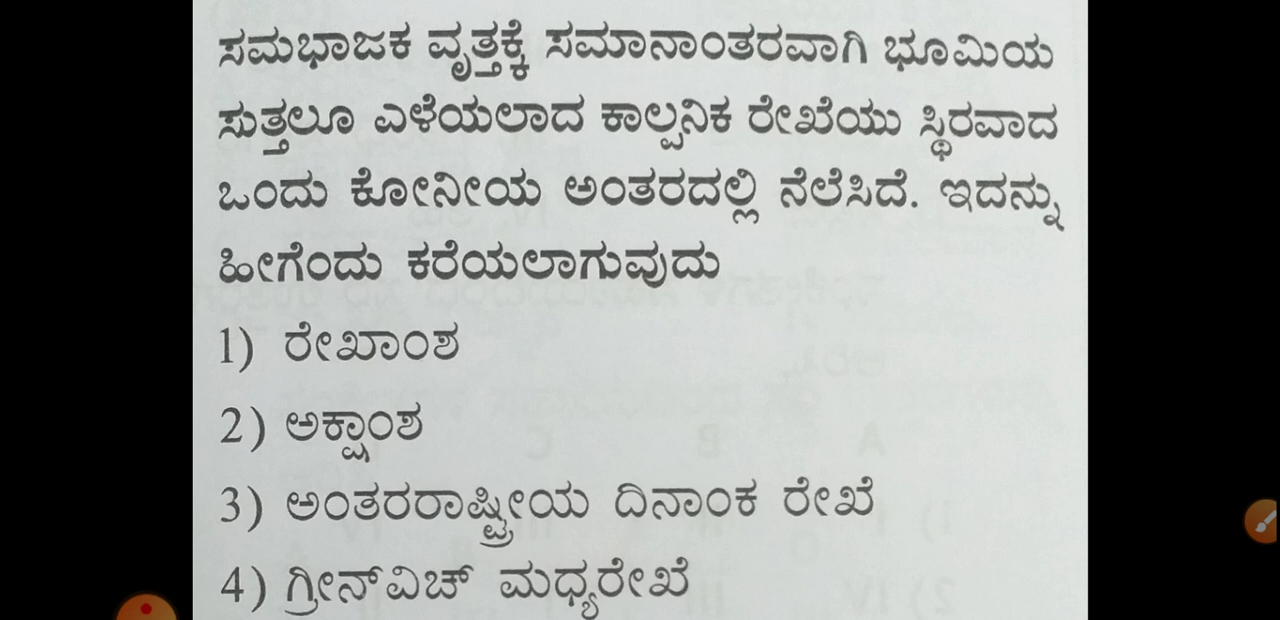 ಸಮಭಾಜಕ ವೃತ್ತಕ್ಕೆ ಸಮಾನಾಂತರವಾಗಿ ಭೂಮಿಯ
ಸುತ್ತಲೂ ಎಳೆಯಲಾದ ಕಾಲ್ಪನಿಕ ರೇಖೆಯು ಸ್ಥಿರವಾದ
ಒಂದು ಕೋನೀಯ ಅಂತರದಲ್ಲಿ ನೆಲೆಸಿದೆ. ಇದನ್ನು
ಹೀಗೆಂದು ಕರೆಯಲಾಗುವುದು
1) ರೇಖಾಂಶ
2) ಅಕ್ಷಾಂಶ
3) ಅಂತರರಾಷ್ಟ್ರೀಯ ದಿನಾಂಕ ರೇಖೆ
4) ಗ್ರೀನ್‌ವಿಚ್ ಮಧ್ಯರೇಖೆ